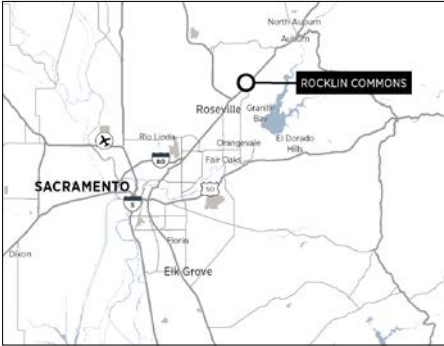 North Auburn
Auburn
ROCKLIN COMMONS
Roseville
Granite
Bay
Rio Linda
Orangevale
El Dorado
Hills
80
Fair Oaks
SACRAMENTO
50
5
Florin
Dixon
Elk Grove